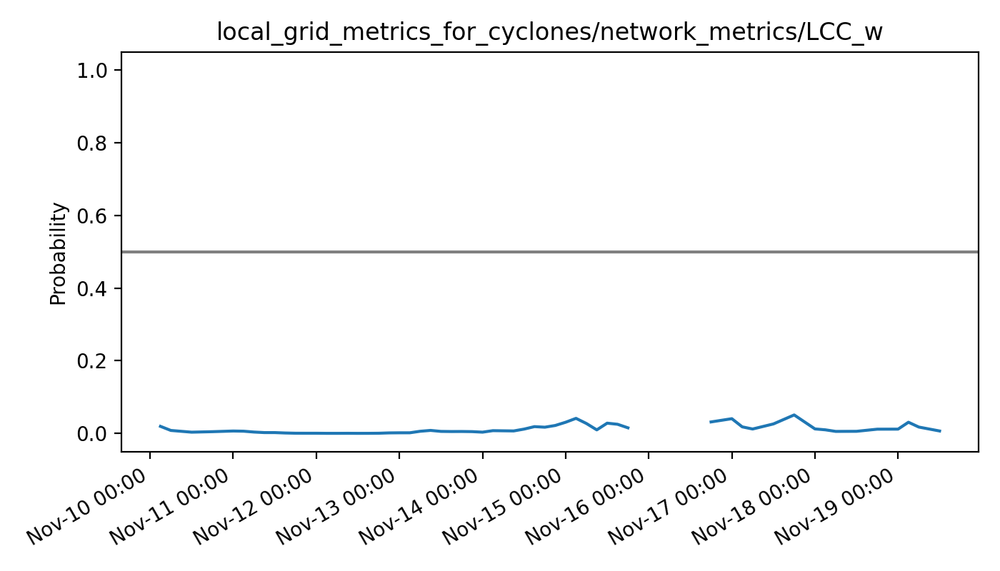 local_grid_metrics_for_cyclones/network_metrics/LCC_w
Probability
1.0
0.8
0.6
0.4
0.2
0.0
Nov-10 00:00
Nov-11 00:00
Nov-12 00:00
Nov-13 00:00
Nov-14 00:00
Nov-15 00:00
Nov-16 00:00
Nov-17 00:00
Nov-18 00:00
Nov-19 00:00